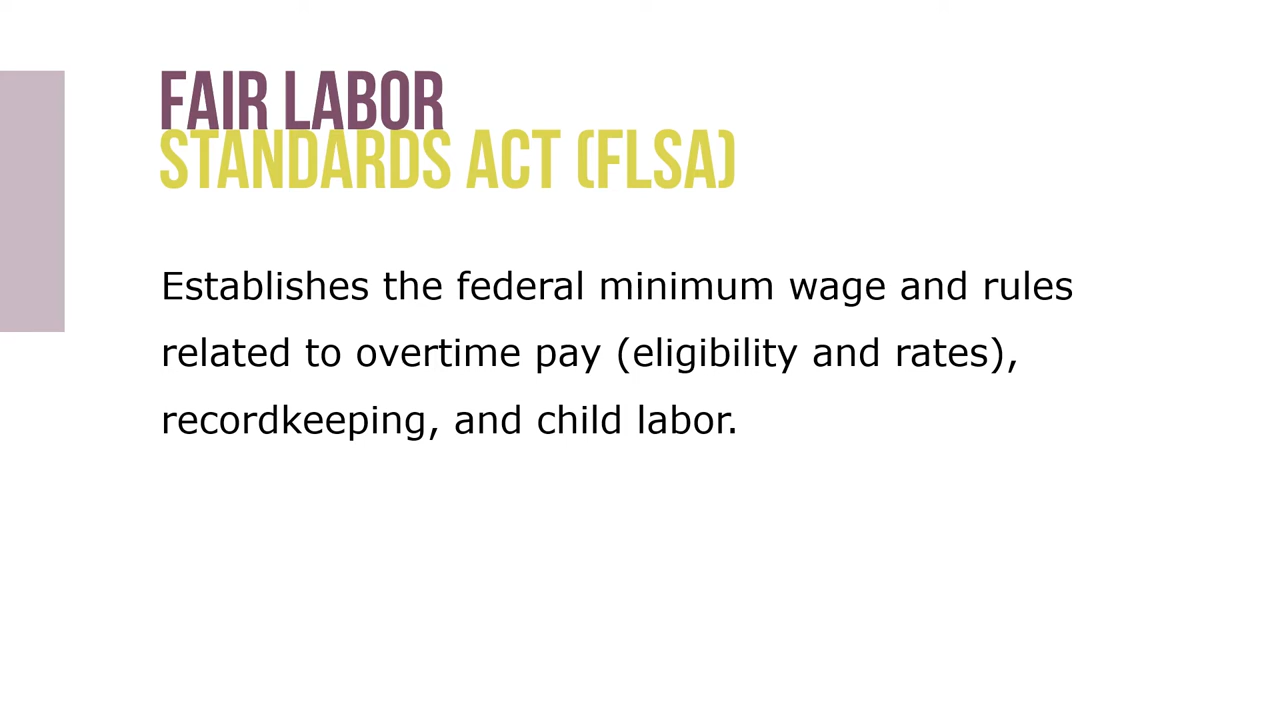 FAIR LABOR
STANDARDS ACT (FLSA)
Establishes the federal minimum wage and rules
related to overtime pay (eligibility and rates),
recordkeeping, and child labor.